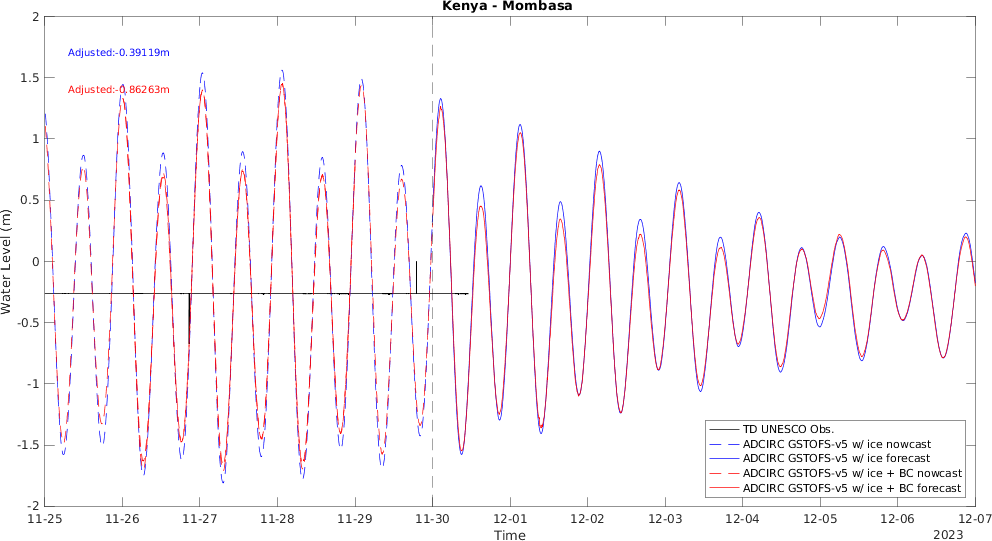 Kenya - Mombasa
2
1.5
1
0.5
0
-0.5
-1
-1.5
-2
Water Level (m)
Adjusted:-0.39119m
Adjusted:-0.86263m
TD UNESCO Obs.
ADCIRC GSTOFS-v5 w/ ice nowcast
ADCIRC GSTOFS-v5 w/ ice forecast
ADCIRC GSTOFS-v5 w/ ice + BC nowcast
ADCIRC GSTOFS-v5 w/ ice + BC forecast
11-25 11-26 11-27 11-28 11-29 11-30 12-01 12-02 12-03 12-04 12-05 12-06 12-07
Time
2023